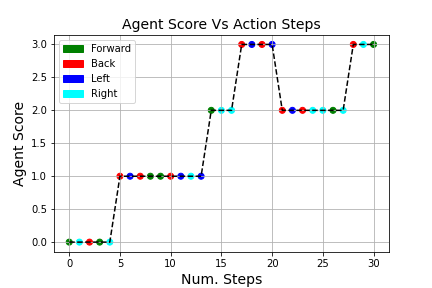 Agent Score Vs Action Steps
3.0
2.5
2.0
1.5
1.0
0.5
0.0
Agent Score
Forward
Back
Left
Right
0 5 10 15 20 25 30
Num. Steps